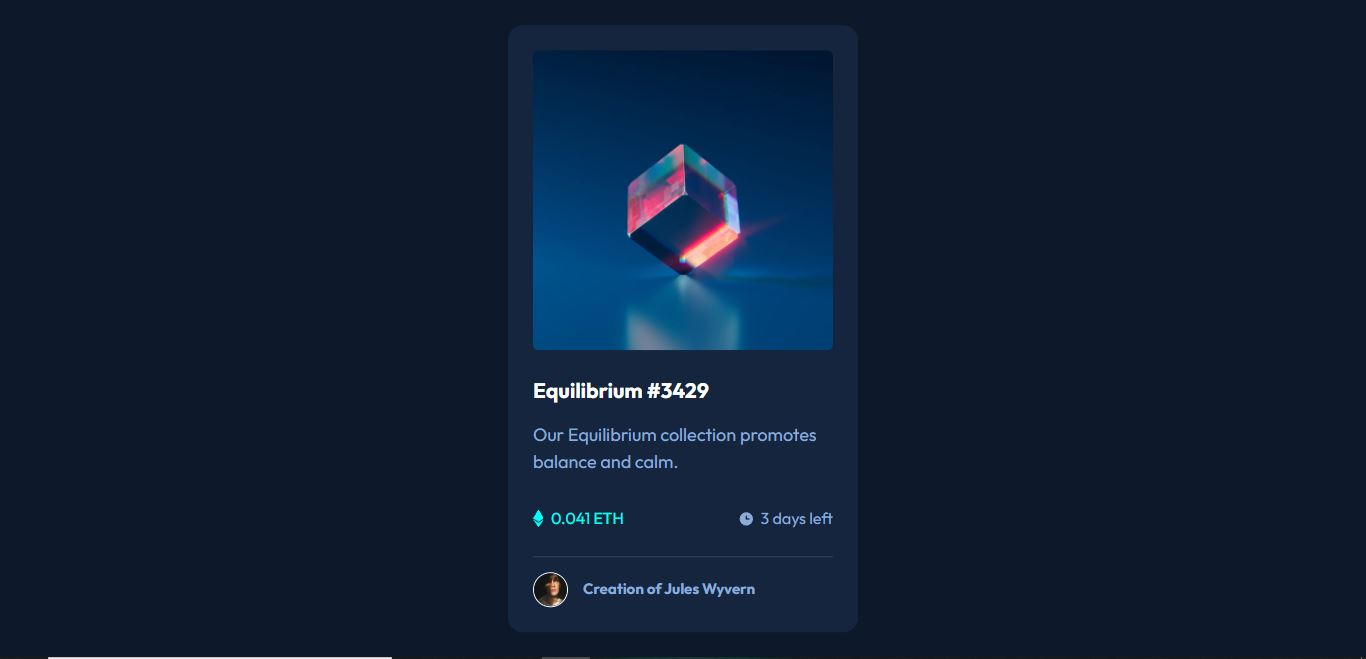 Equilibrium #3429
Our Equilibrium collection promotes
balance and calm.
0.041 ETH
3 days left
Creation of Jules Wyvern